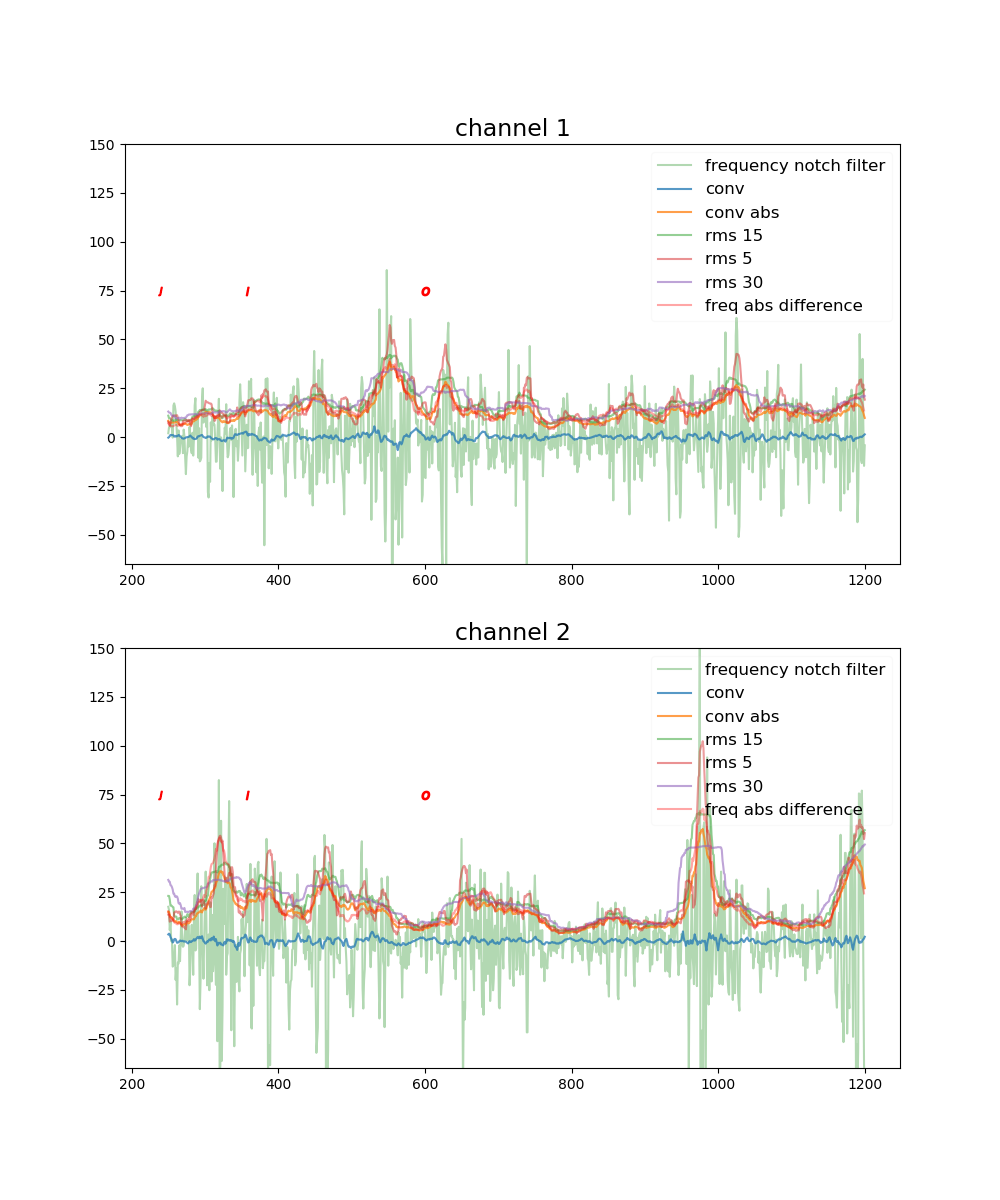 channel 1
150
125
100
75
50
25
0
−25
−50
frequency notch filter
conv
conv abs
rms 15
rms 5
rms 30
freq abs difference
J I O
200 400 600 800 1000 1200
channel 2
150
125
100
75
50
25
0
−25
−50
frequency notch filter
conv
conv abs
rms 15
rms 5
rms 30
freq abs difference
J I O
200 400 600 800 1000 1200